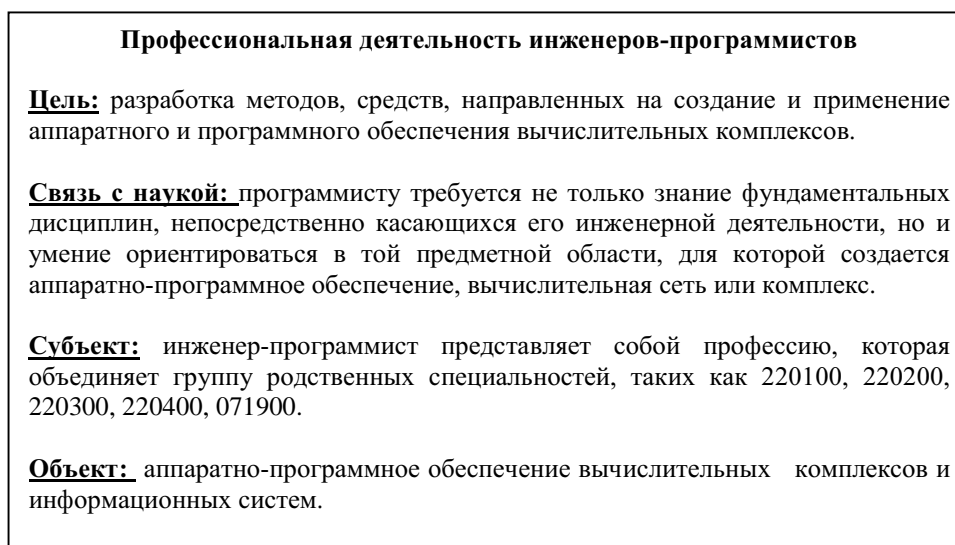 Профессиональная деятельность инженеров-программистов
Цель: разработка методов, средств, направленных на создание и применение
аппаратного и программного обеспечения вычислительных комплексов.
Связь с наукой: программисту требуется не только знание фундаментальных
дисциплин, непосредственно касающихся его инженерной деятельности, но и
умение ориентироваться в той предметной области, для которой создается
аппаратно-программное обеспечение, вычислительная сеть или комплекс.
Субъект: инженер-программист представляет собой профессию, которая
объединяет группу родственных специальностей, таких как 220100, 220200,
220300, 220400, 071900.
Объект: аппаратно-программное обеспечение вычислительных комплексов и
информационных систем.